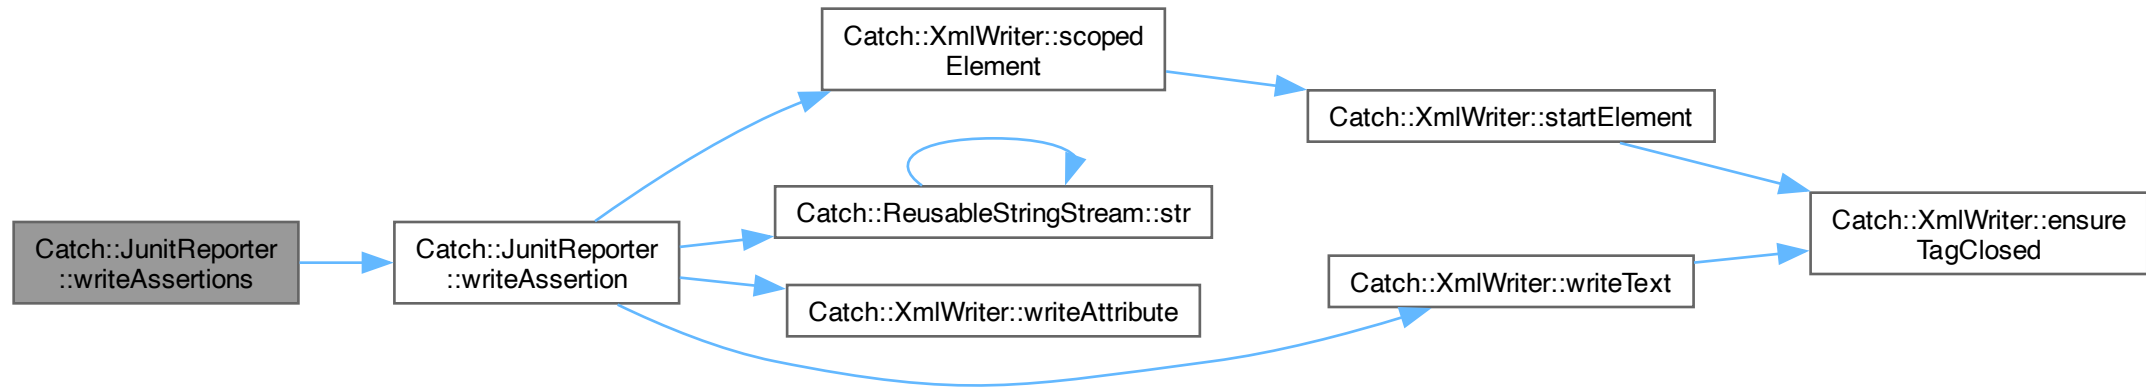 Catch::JunitReporter
::writeAssertions
Catch::JunitReporter
::writeAssertion
Catch::XmlWriter::scoped
Element
Catch::ReusableStringStream::str
Catch::XmlWriter::writeAttribute
Catch::XmlWriter::startElement
Catch::XmlWriter::writeText
Catch::XmlWriter::ensure
TagClosed